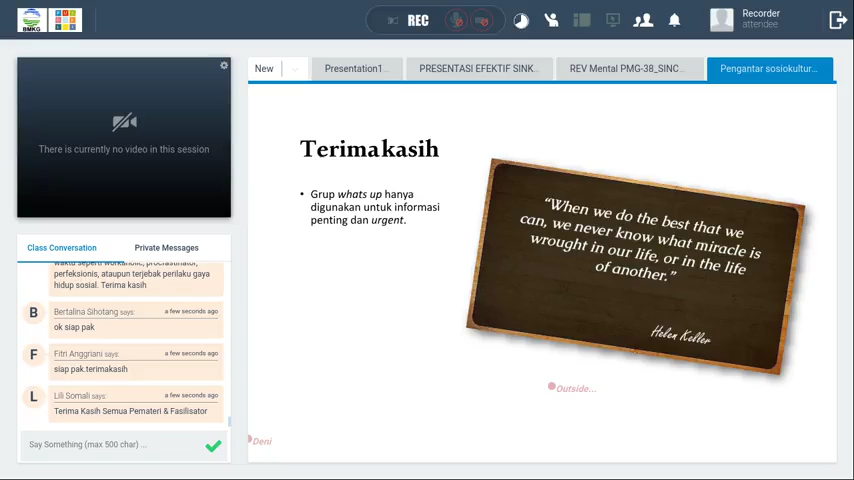 BMKG
REC
Recorder
attendee
There is currently no video in this session
New
Presentation1...
PRESENTASI EFEKTIF SINK...
REV Mental PMG-38_SINC...
Pengantar sosiokultur...
Terimakasih
• Grup whats up hanya
digunakan untuk informasi
penting dan urgent.
“When we do the best that we
can, we never know what miracle is
wrought in our life, or in the life
of another.”
Helen Keller
Outside...
Deni
Class Conversation
Private Messages
waktu seperti workaholic, procrastinator,
perfeksionis, ataupun terjebak perilaku gaya
hidup sosial. Terima kasih
B
Bertalina Sihotang says:
a few seconds ago
ok siap pak
F
Fitri Anggriani says:
a few seconds ago
siap pak.terimakasih
L
Lili Somali says:
a few seconds ago
Terima Kasih Semua Pemateri & Fasilisator
Say Something (max 500 char) ...